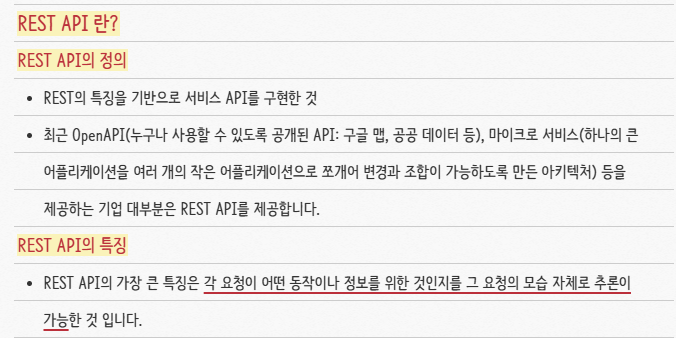 REST API 란?
REST API의 정의
• REST의 특징을 기반으로 서비스 API를 구현한 것
• 최근 OpenAPI(누구나 사용할 수 있도록 공개된 API: 구글 맵, 공공 데이터 등), 마이크로 서비스(하나의 큰
어플리케이션을 여러 개의 작은 어플리케이션으로 쪼개어 변경과 조합이 가능하도록 만든 아키텍처) 등을
제공하는 기업 대부분은 REST API를 제공합니다.
REST API의 특징
• REST API의 가장 큰 특징은 각 요청이 어떤 동작이나 정보를 위한 것인지를 그 요청의 모습 자체로 추론이
가능한 것 입니다.